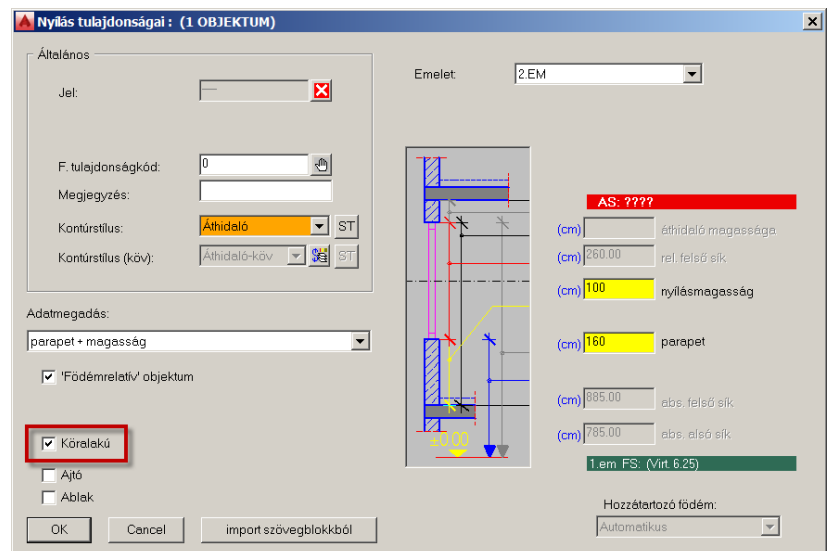 Nyílás tulajdonságai : (1 OBJEKTUM)
Általános
Jel:
Emelet:
2.EM
F. tulajdonságkód:
0
Megjegyzés:
Kontúrstílus:
Áthidaló
ST
Kontúrstílus (köv):
Áthidaló-köv
ST
AS: ????
(cm)
áthidaló magassága
(cm) 260.00
rel. felső sík
(cm) 100
nyílásmagasság
Adatmegadás:
parapet + magasság
(cm) 160
parapet
'Födémrelatív' objektum
(cm) 885.00
abs. felső sík
Köralakú
±0.00
(cm) 785.00
abs. alsó sík
1.em FS: (Virt. 6.25)
Ajtó
Ablak
Hozzátartozó födém:
OK
Cancel
import szövegblokkból
Automatikus